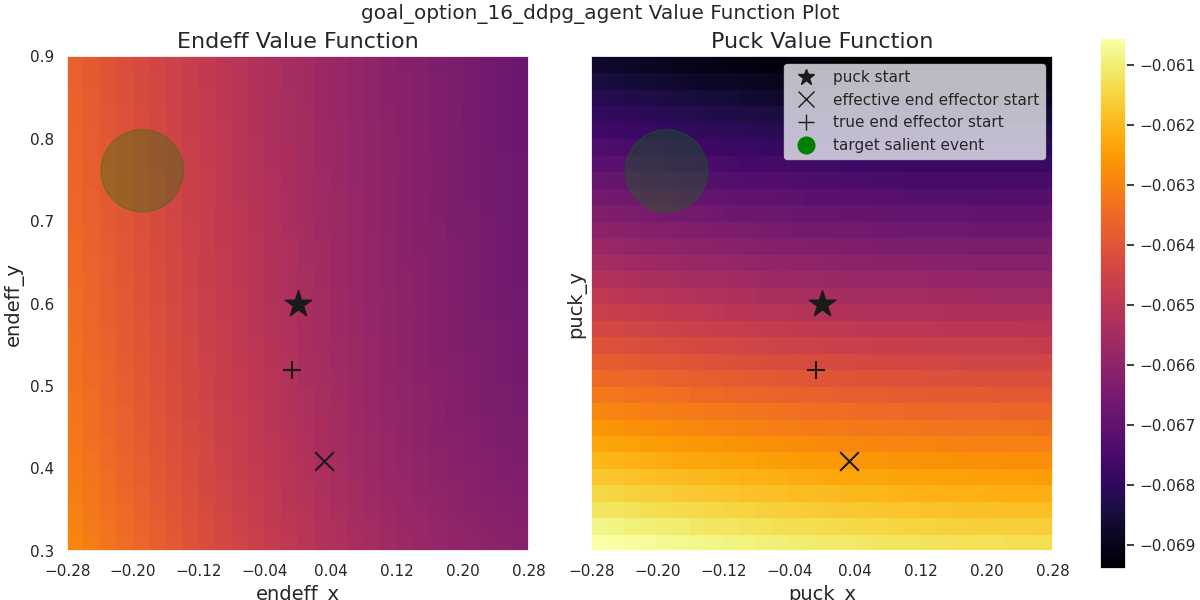 goal_option_16_ddpg_agent Value Function Plot
Endeff Value Function
Puck Value Function
0.9
0.8
0.7
0.6
0.5
0.4
0.3
endeff_y
−0.28 −0.20 −0.12 −0.04 0.04 0.12 0.20 0.28
endeff_x
puck start
effective end effector start
true end effector start
target salient event
puck_y
−0.28 −0.20 −0.12 −0.04 0.04 0.12 0.20 0.28
puck_x
−0.061
−0.062
−0.063
−0.064
−0.065
−0.066
−0.067
−0.068
−0.069